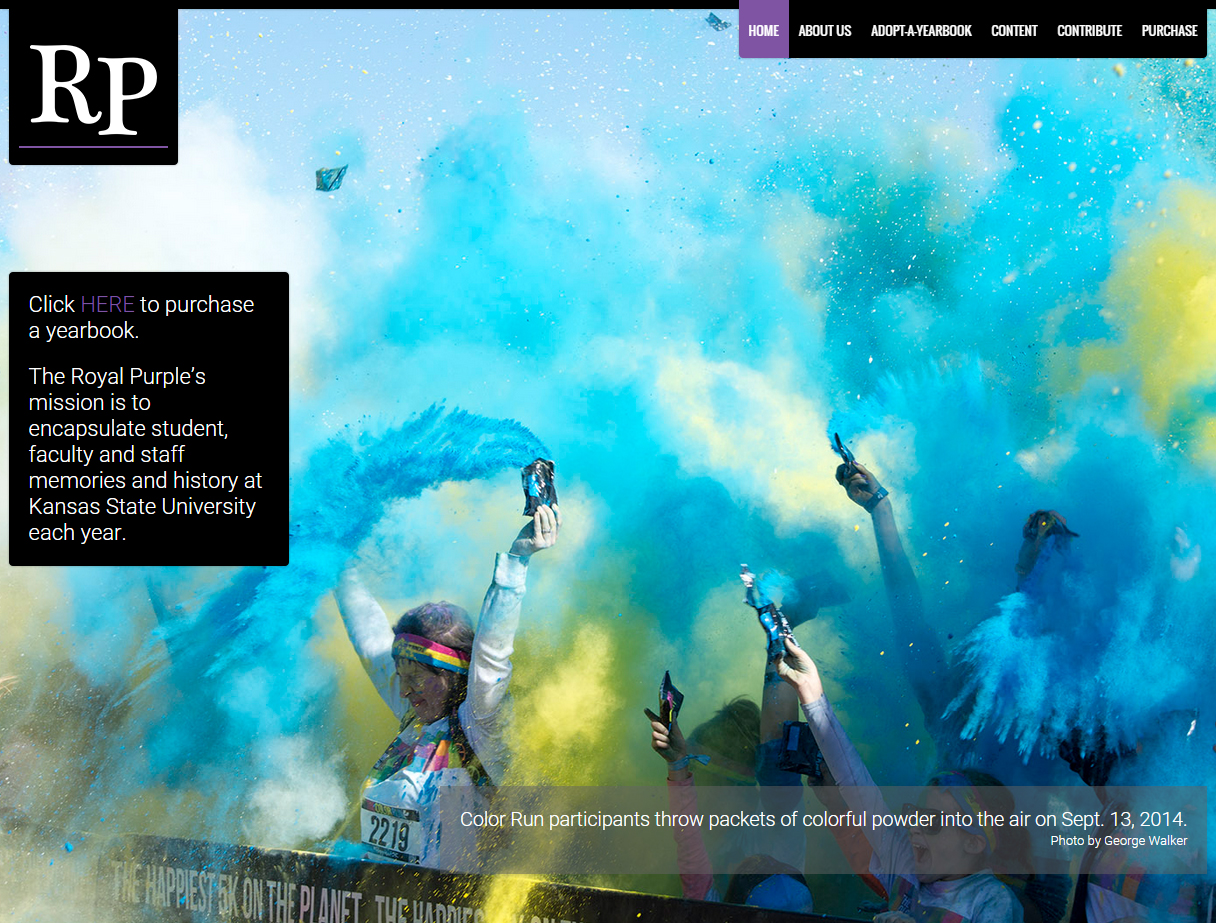 RP
HOME ABOUT US ADOPT-A-YEARBOOK CONTENT CONTRIBUTE PURCHASE
Click HERE to purchase
a yearbook.
The Royal Purple’s
mission is to
encapsulate student,
faculty and staff
memories and history at
Kansas State University
each year.
2219
Color Run participants throw packets of colorful powder into the air on Sept. 13, 2014.
Photo by George Walker
THE HAPPIEST 5K ON THE PLANET THE HAPPIEST